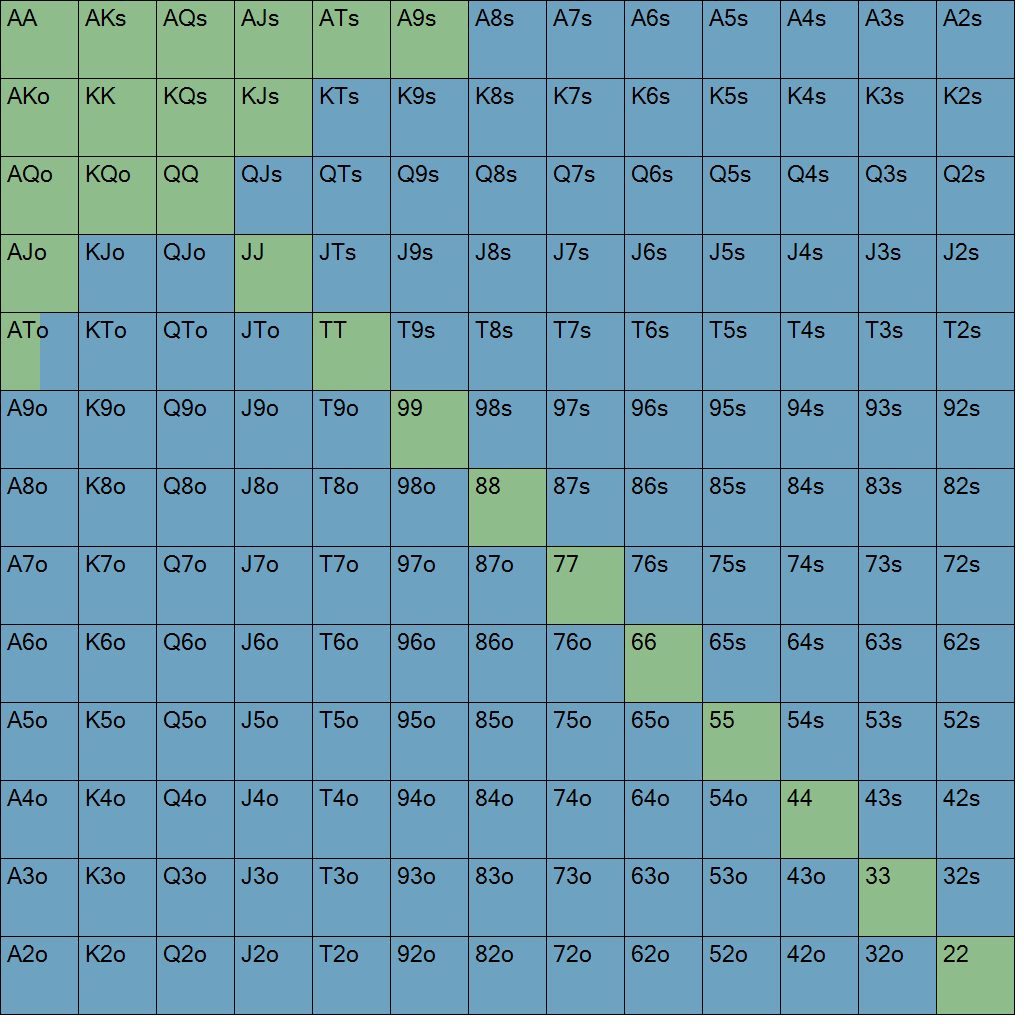 AA AKs AQs AJs ATs A9s A8s A7s A6s A5s A4s A3s A2s
AKo KK KQs KJs KTs K9s K8s K7s K6s K5s K4s K3s K2s
AQo KQo QQ QJs QTs Q9s Q8s Q7s Q6s Q5s Q4s Q3s Q2s
AJo KJo QJo JJ JTs J9s J8s J7s J6s J5s J4s J3s J2s
ATo KTo QTo JTo TT T9s T8s T7s T6s T5s T4s T3s T2s
A9o K9o Q9o J9o T9o 99 98s 97s 96s 95s 94s 93s 92s
A8o K8o Q8o J8o T8o 98o 88 87s 86s 85s 84s 83s 82s
A7o K7o Q7o J7o T7o 97o 87o 77 76s 75s 74s 73s 72s
A6o K6o Q6o J6o T6o 96o 86o 76o 66 65s 64s 63s 62s
A5o K5o Q5o J5o T5o 95o 85o 75o 65o 55 54s 53s 52s
A4o K4o Q4o J4o T4o 94o 84o 74o 64o 54o 44 43s 42s
A3o K3o Q3o J3o T3o 93o 83o 73o 63o 53o 43o 33 32s
A2o K2o Q2o J2o T2o 92o 82o 72o 62o 52o 42o 32o 22